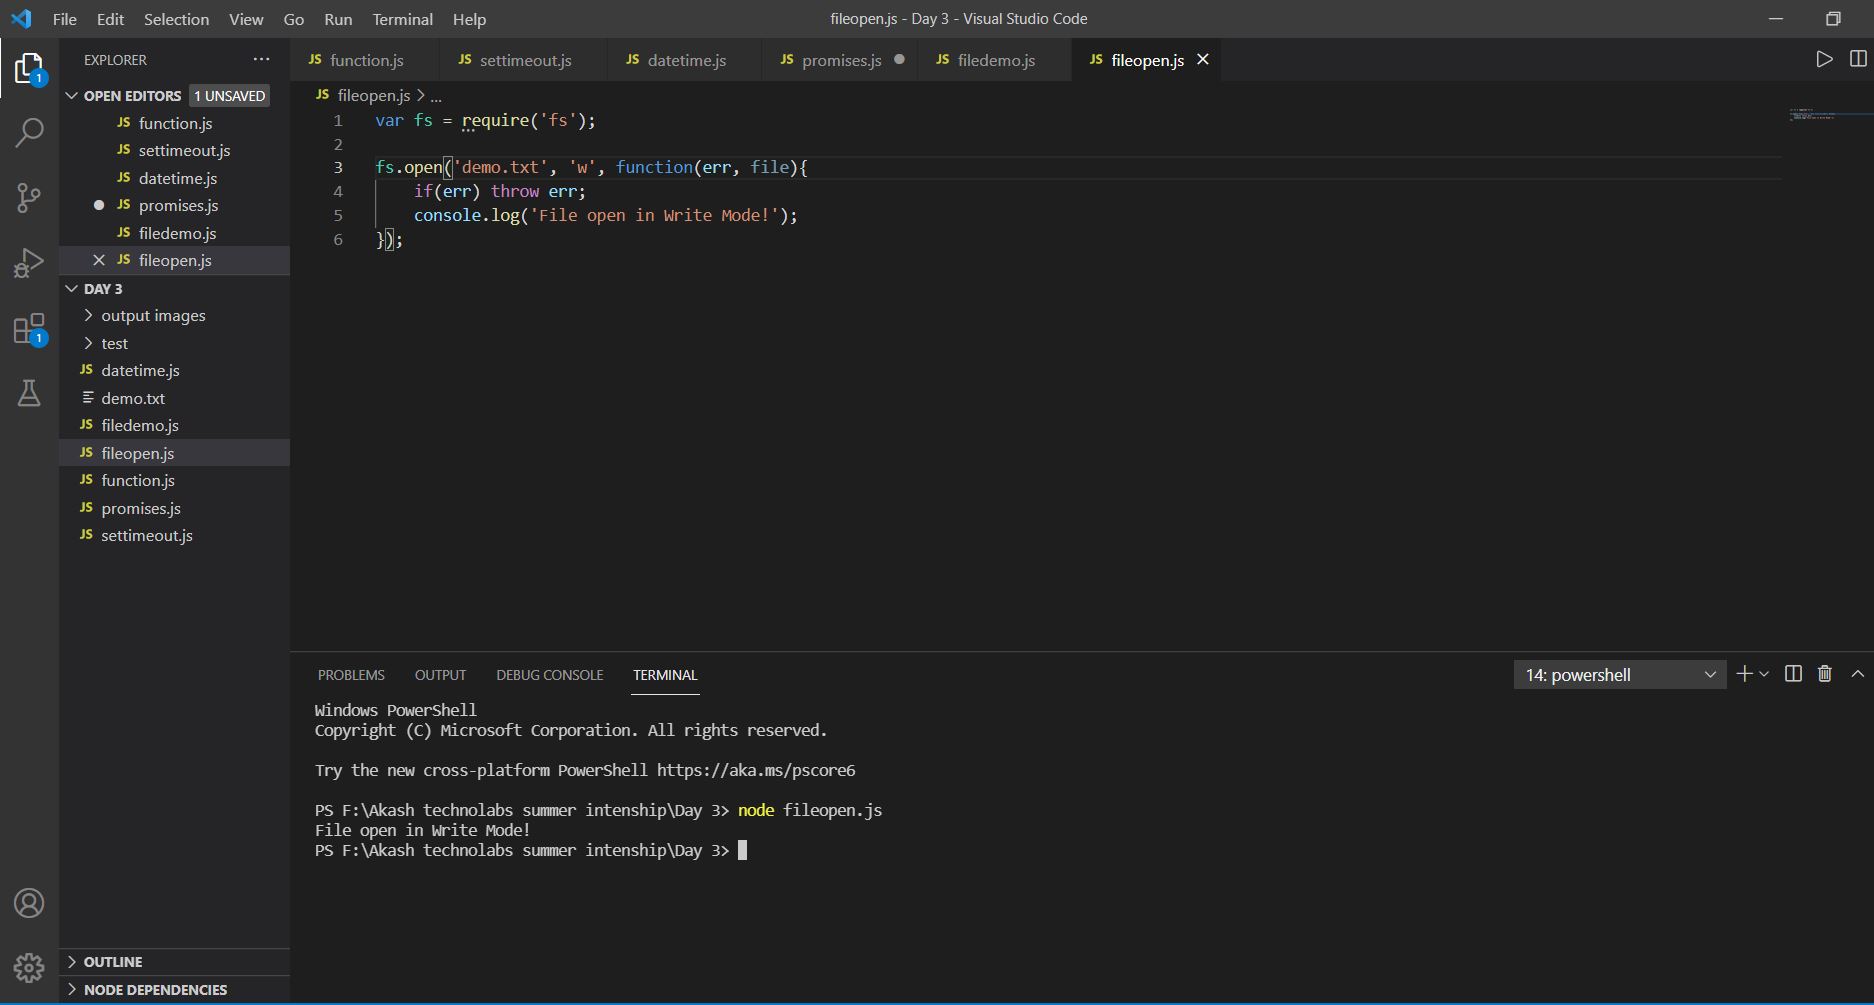 File Edit Selection View Go Run Terminal Help
fileopen.js - Day 3 - Visual Studio Code
EXPLORER
OPEN EDITORS 1 UNSAVED
JS function.js
JS settimeout.js
JS datetime.js
JS promises.js
JS filedemo.js
JS fileopen.js
DAY 3
output images
test
JS datetime.js
demo.txt
JS filedemo.js
JS fileopen.js
JS function.js
JS promises.js
JS settimeout.js
OUTLINE
NODE DEPENDENCIES
1
1
JS function.js JS settimeout.js JS datetime.js JS promises.js JS filedemo.js JS fileopen.js
JS fileopen.js > ...
1 var fs = require('fs');
2
3 fs.open('demo.txt', 'w', function(err, file){
4 if(err) throw err;
5 console.log('File open in Write Mode!');
6 });
PROBLEMS OUTPUT DEBUG CONSOLE TERMINAL
14: powershell
Windows PowerShell
Copyright (C) Microsoft Corporation. All rights reserved.
Try the new cross-platform PowerShell https://aka.ms/pscore6
PS F:\Akash technolabs summer intenship\Day 3> node fileopen.js
File open in Write Mode!
PS F:\Akash technolabs summer intenship\Day 3>